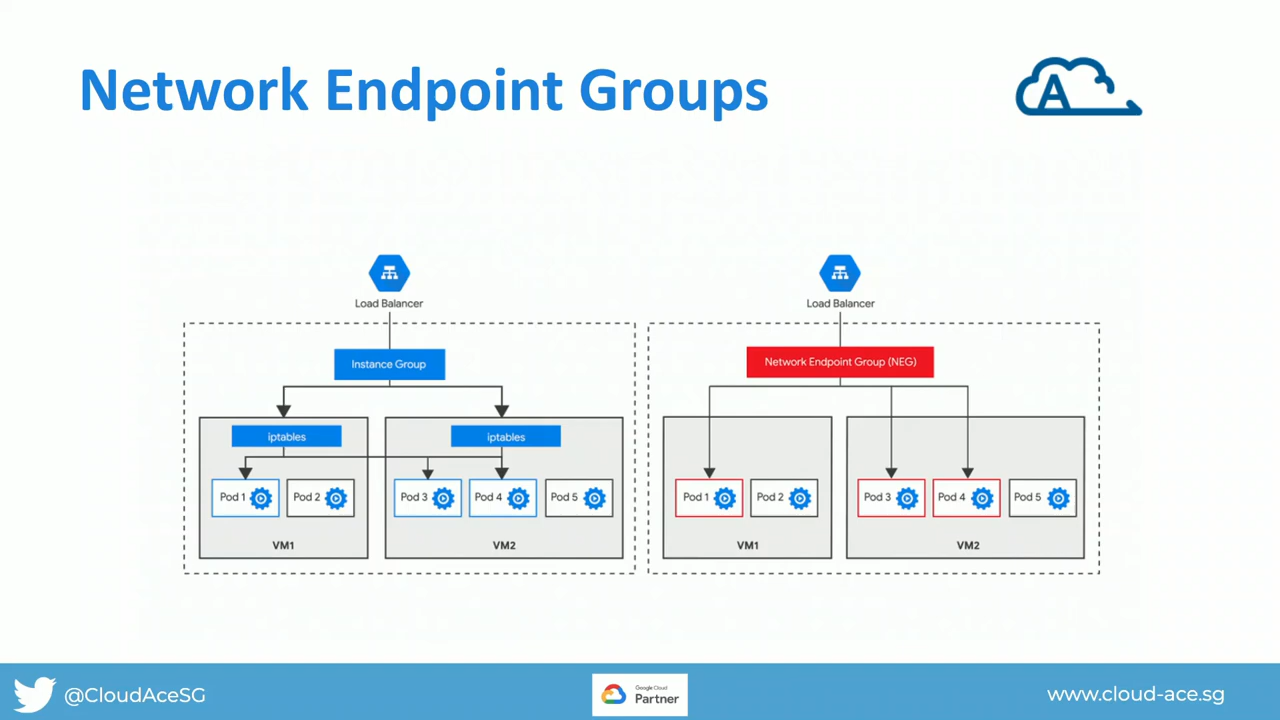 Network Endpoint Groups
A
Load Balancer
Instance Group
iptables
iptables
Pod 1
Pod 2
Pod 3
Pod 4
Pod 5
VM1
VM2
Load Balancer
Network Endpoint Group (NEG)
Pod 1
Pod 2
Pod 3
Pod 4
Pod 5
VM1
VM2
@CloudAceSG
Google Cloud
Partner
www.cloud-ace.sg